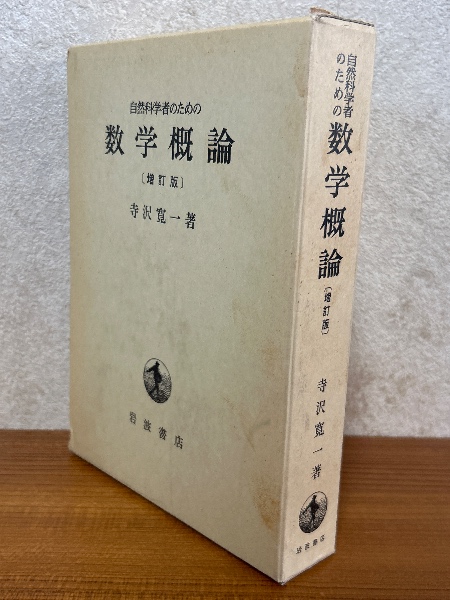 自然科学者のための
数学概論
〔増訂版〕
寺沢寛一著
岩波書店
自然科学者
のための
数学概論
〔増訂版〕
寺沢寛一著
岩波書店